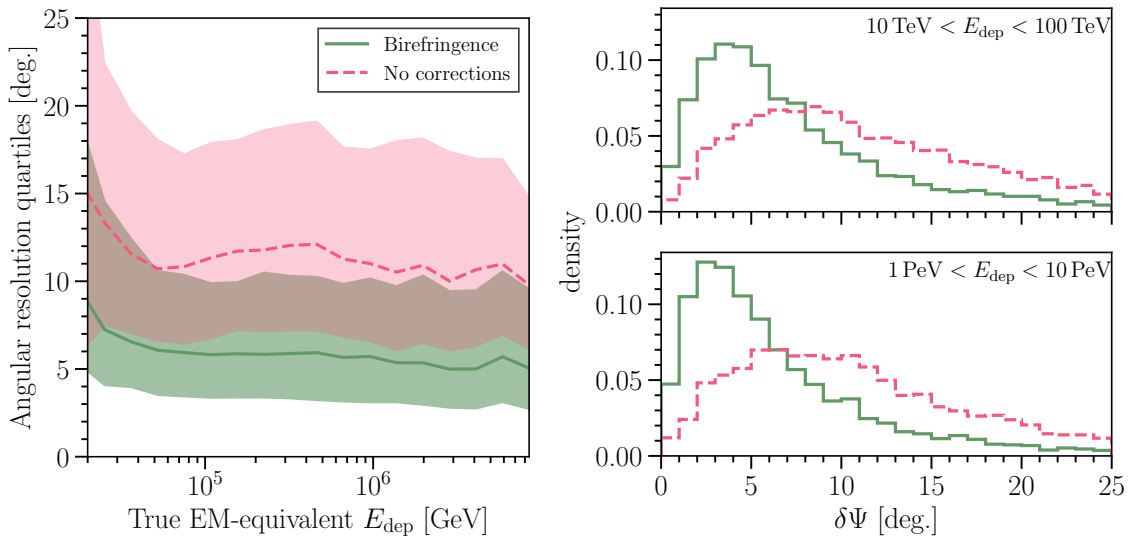 Angular resolution quartiles [deg.]
25
20
15
10
5
0
10^5
10^6
True EM-equivalent E_dep [GeV]
Birefringence
No corrections
density
10 TeV < E_dep < 100 TeV
0.10
0.05
0.00
1 PeV < E_dep < 10 PeV
0.10
0.05
0.00
0
5
10
15
20
25
δΨ [deg.]